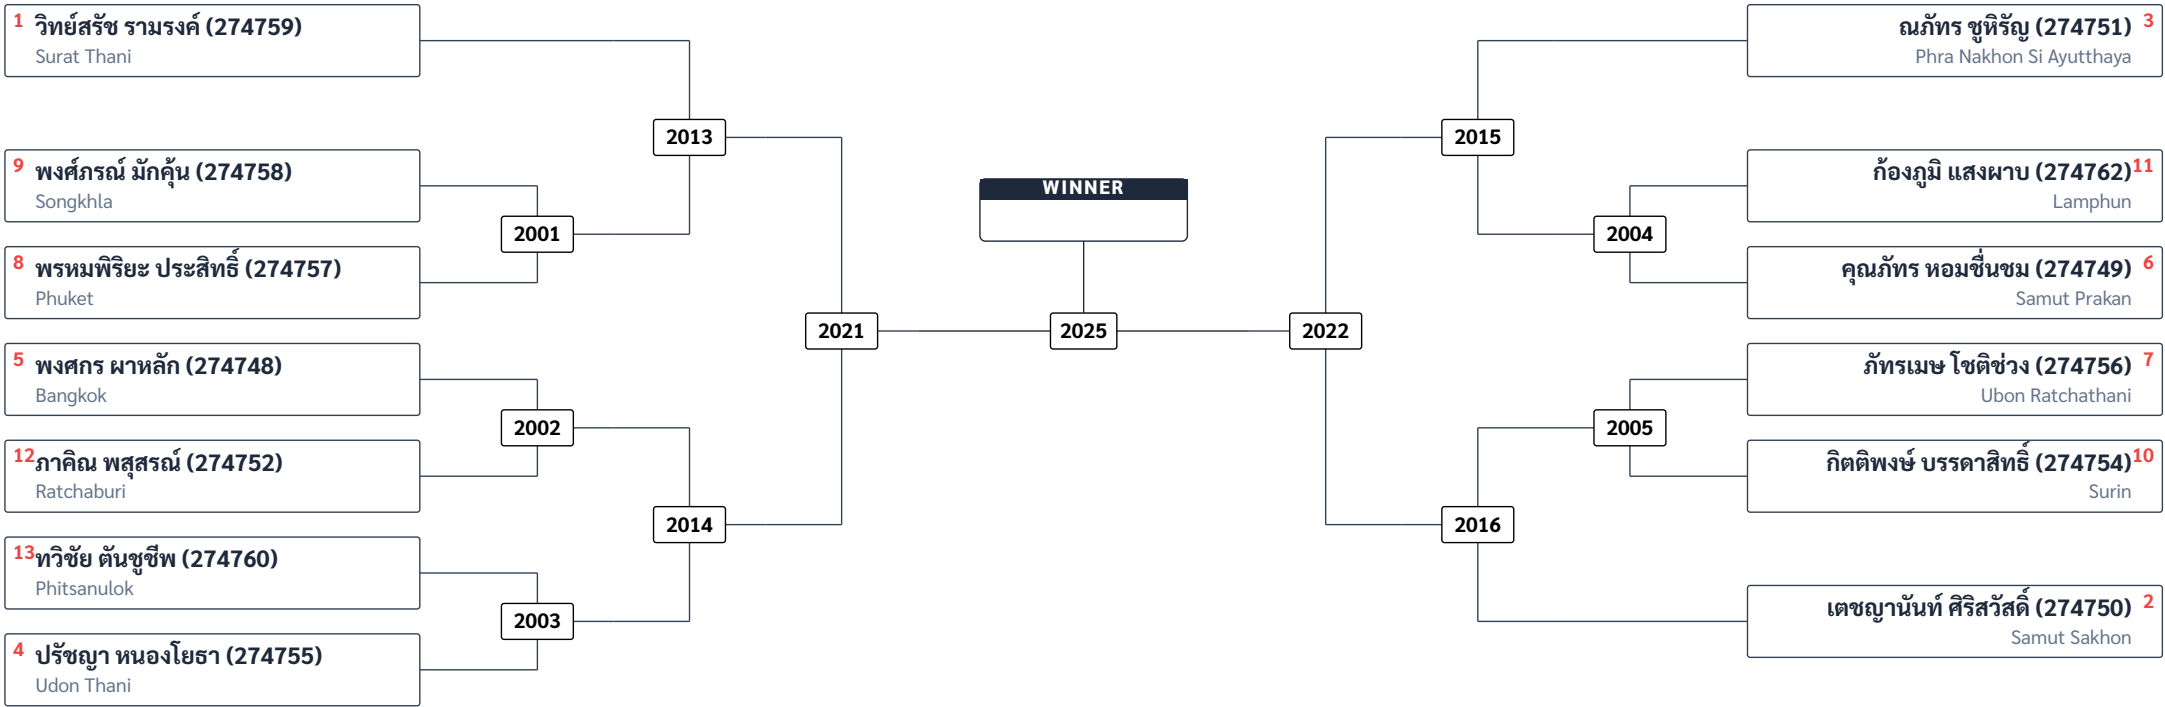 1 วิทย์สรัช รามรงค์ (274759)
Surat Thani
9 พงศ์ภรณ์ มักคุ้น (274758)
Songkhla
8 พรหมพิริยะ ประสิทธิ์ (274757)
Phuket
5 พงศกร ผาหลัก (274748)
Bangkok
12 ภาคิณ พสุสรณ์ (274752)
Ratchaburi
13 ทวิชัย ตันชูชีพ (274760)
Phitsanulok
4 ปรัชญา หนองโยธา (274755)
Udon Thani
2001
2002
2003
2013
2014
2021
WINNER
2025
2022
2015
2016
2004
2005
ณภัทร ชูหิรัญ (274751) 3
Phra Nakhon Si Ayutthaya
ก้องภูมิ แสงผาบ (274762) 11
Lamphun
คุณภัทร หอมชื่นชม (274749) 6
Samut Prakan
ภัทรเมษ โชติช่วง (274756) 7
Ubon Ratchathani
กิตติพงษ์ บรรดาสิทธิ์ (274754) 10
Surin
เตชญานันท์ ศิริสวัสดิ์ (274750) 2
Samut Sakhon